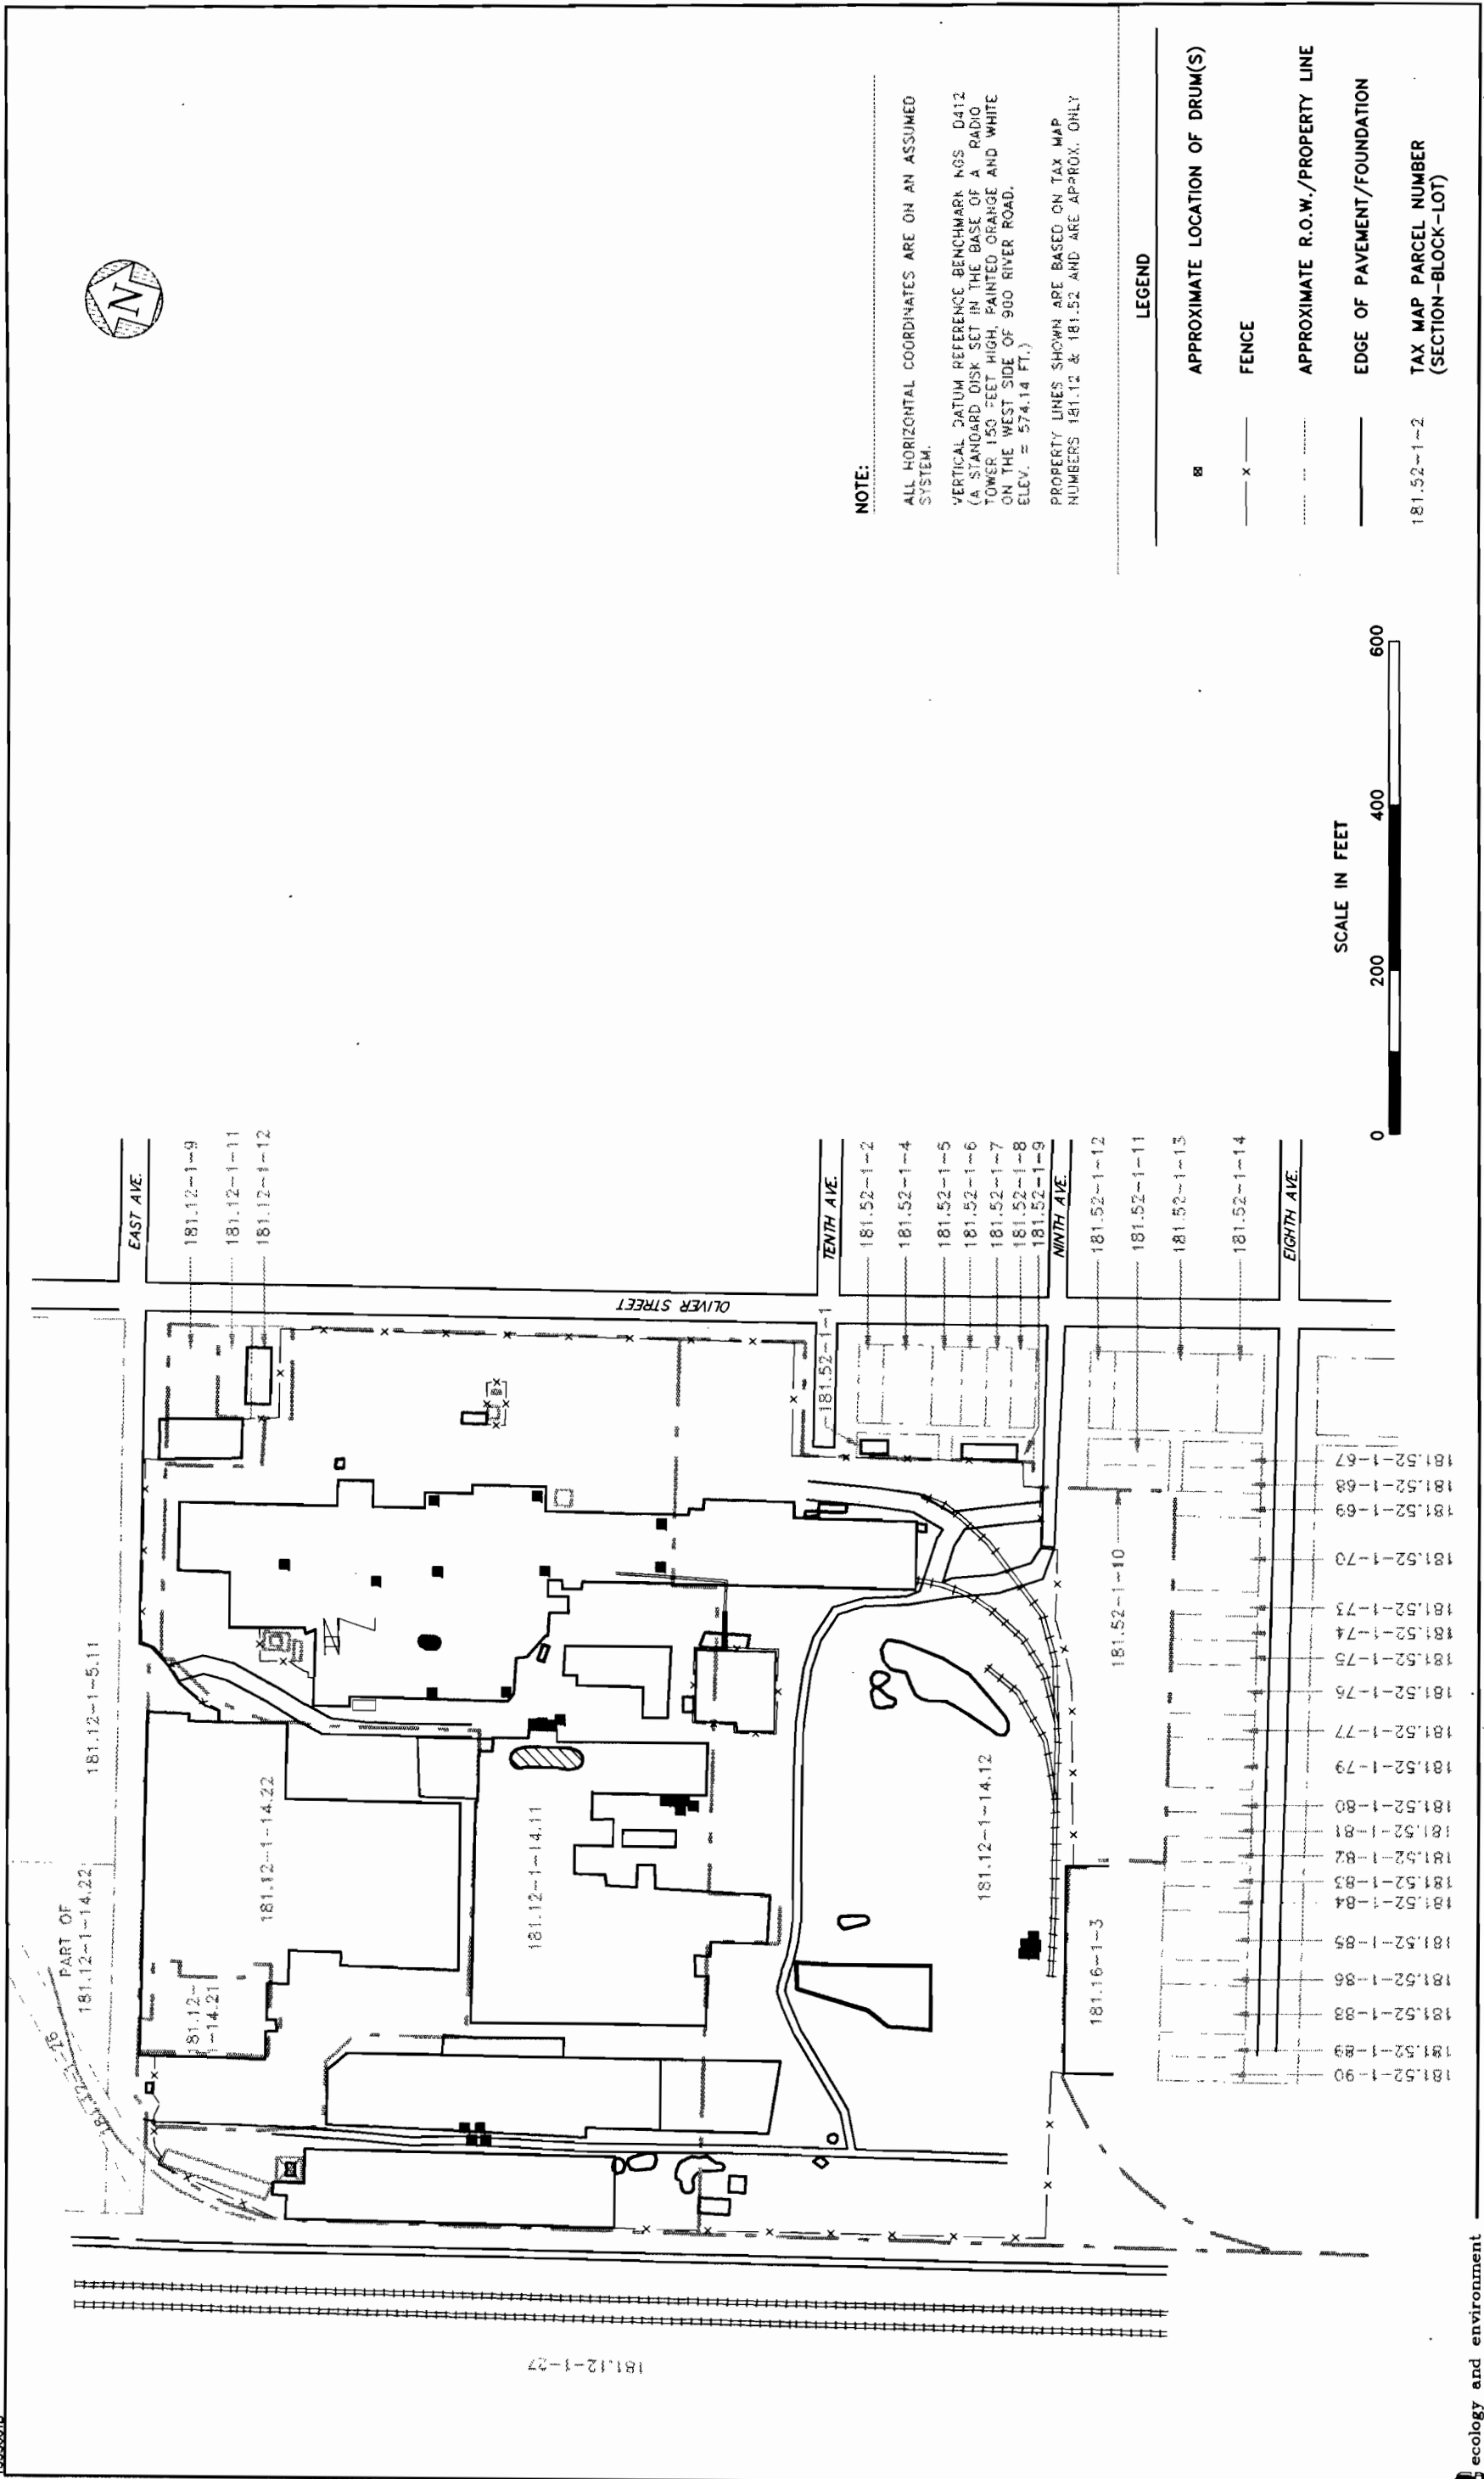 N
NOTE:
ALL HORIZONTAL COORDINATES ARE ON AN ASSUMED
SYSTEM.
VERTICAL DATUM REFERENCE BENCHMARK NGS D412
(A STANDARD DISK SET IN THE BASE OF A RADIO
TOWER 150 FEET HIGH, PAINTED ORANGE AND WHITE
ON THE WEST SIDE OF 900 RIVER ROAD.
ELEV. = 574.14 FT.)
PROPERTY LINES SHOWN ARE BASED ON TAX MAP
NUMBERS 181.12 & 181.52 AND ARE APPROX. ONLY
LEGEND
APPROXIMATE LOCATION OF DRUM(S)
FENCE
APPROXIMATE R.O.W./PROPERTY LINE
EDGE OF PAVEMENT/FOUNDATION
181.52-1-2 TAX MAP PARCEL NUMBER
(SECTION-BLOCK-LOT)
SCALE IN FEET
0 200 400 600
EAST AVE.
181.12-1-9
181.12-1-11
181.12-1-12
TENTH AVE.
181.52-1-2
181.52-1-4
181.52-1-5
181.52-1-6
181.52-1-7
181.52-1-8
181.52-1-9
NINTH AVE.
181.52-1-12
181.52-1-11
181.52-1-13
181.52-1-14
EIGHTH AVE.
OLIVER STREET
181.52-1-1
181.12-1-5.11
PART OF
181.12-1-14.22
181.12-1-14.22
181.12-
1-14.21
181.12-1-14.11
181.12-1-14.12
181.52-1-10
181.16-1-3
181.12-1-27
181.52-1-67
181.52-1-68
181.52-1-69
181.52-1-70
181.52-1-73
181.52-1-74
181.52-1-75
181.52-1-76
181.52-1-77
181.52-1-79
181.52-1-80
181.52-1-81
181.52-1-82
181.52-1-83
181.52-1-84
181.52-1-85
181.52-1-86
181.52-1-88
181.52-1-89
181.52-1-90
ecology and environment